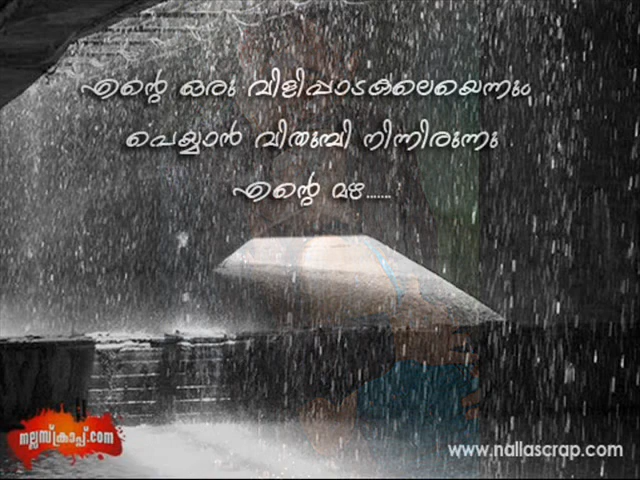 എന്റെ ഒരു വിളിപ്പാടകലെയെന്നും
പെയ്യാൻ വിതുമ്പി നിന്നിരുന്നു
എന്റെ മഴ.......
നല്ലസ്ക്രാപ്പ്.com
www.nallascrap.com